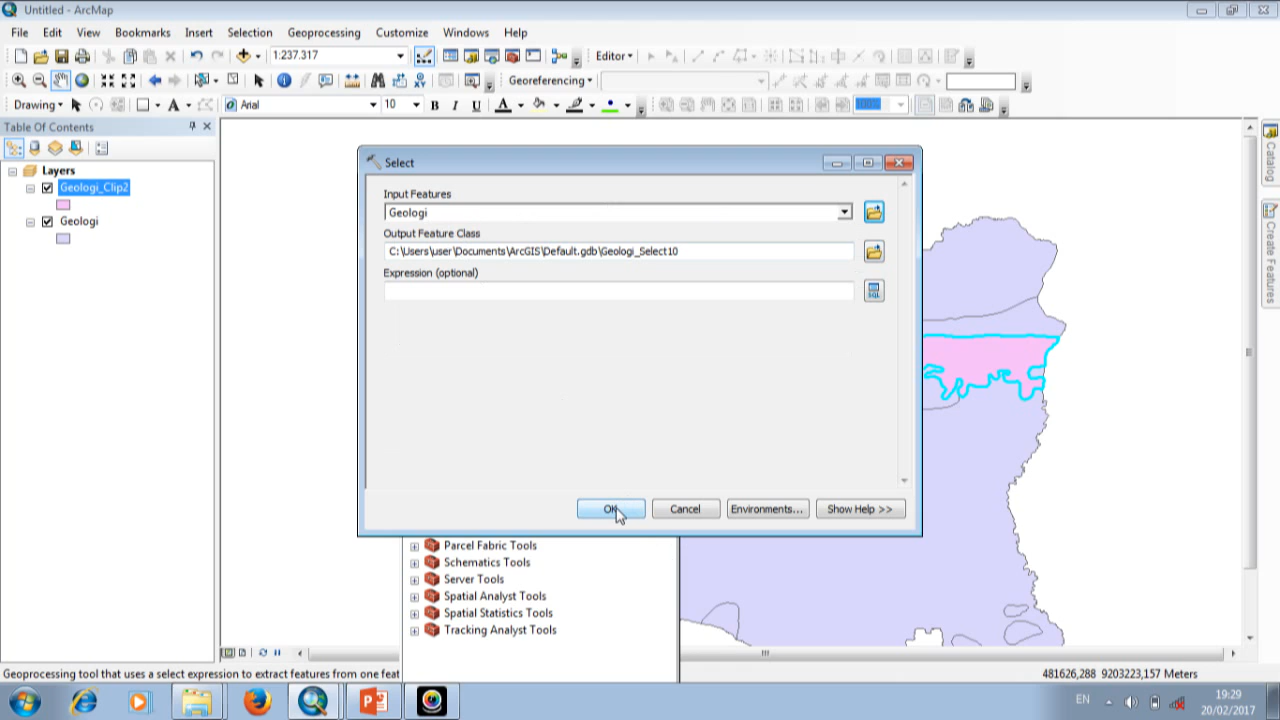 Untitled - ArcMap
File Edit View Bookmarks Insert Selection Geoprocessing Customize Windows Help
1:237.317 Editor
Georeferencing
Drawing A Arial 10 B I U A 100%
Table Of Contents
Layers
Geologi_Clip2
Geologi
Select
Input Features
Geologi
Output Feature Class
C:\Users\user\Documents\ArcGIS\Default.gdb\Geologi_Select10
Expression (optional)
SQL
OK Cancel Environments... Show Help >>
Parcel Fabric Tools
Schematics Tools
Server Tools
Spatial Analyst Tools
Spatial Statistics Tools
Tracking Analyst Tools
Catalog
Create Features
Geoprocessing tool that uses a select expression to extract features from one feat
481626,288 9203223,157 Meters
EN
19:29
20/02/2017